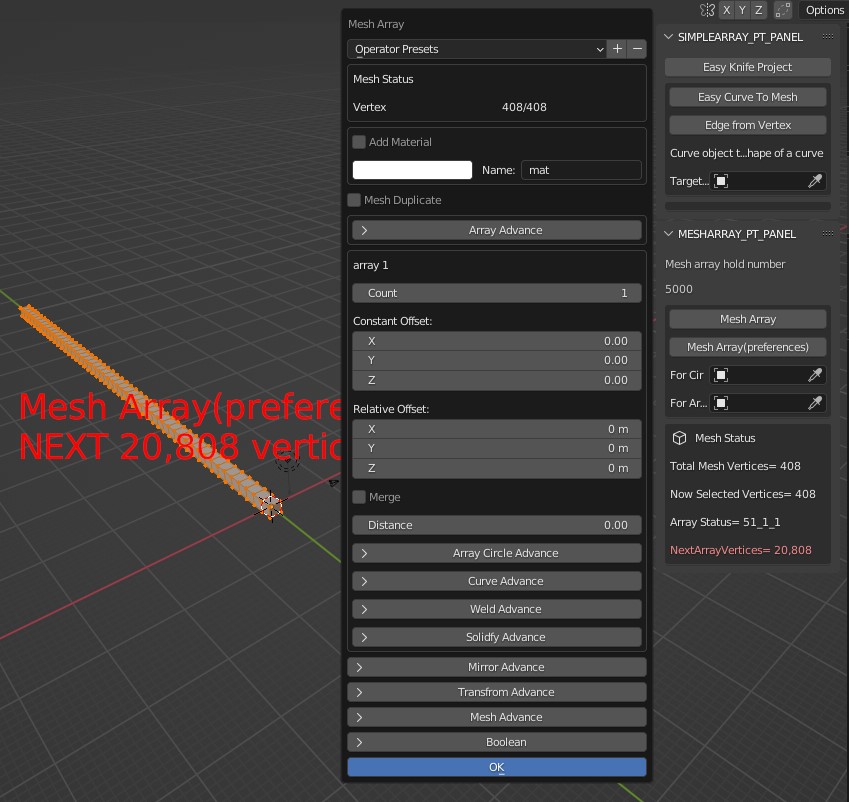 X Y Z Options
Mesh Array
Operator Presets
Mesh Status
Vertex 408/408
Add Material
Name: mat
Mesh Duplicate
Array Advance
array 1
Count 1
Constant Offset:
X 0.00
Y 0.00
Z 0.00
Relative Offset:
X 0 m
Y 0 m
Z 0 m
Merge
Distance 0.00
Array Circle Advance
Curve Advance
Weld Advance
Solidfy Advance
Mirror Advance
Transfrom Advance
Mesh Advance
Boolean
OK
SIMPLEARRAY_PT_PANEL
Easy Knife Project
Easy Curve To Mesh
Edge from Vertex
Curve object t...hape of a curve
Target...
MESHARRAY_PT_PANEL
Mesh array hold number
5000
Mesh Array
Mesh Array(preferences)
For Cir
For Ar...
Mesh Status
Total Mesh Vertices= 408
Now Selected Vertices= 408
Array Status= 51_1_1
NextArrayVertices= 20,808
Mesh Array(prefere
NEXT 20,808 vertic